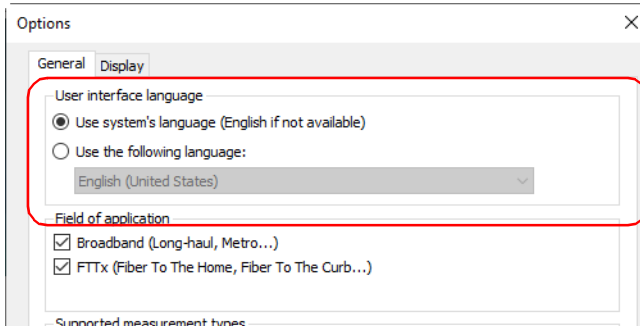 Options
General Display
User interface language
Use system's language (English if not available)
Use the following language:
English (United States)
Field of application
Broadband (Long-haul, Metro...)
FTTx (Fiber To The Home, Fiber To The Curb...)
Supported measurement types